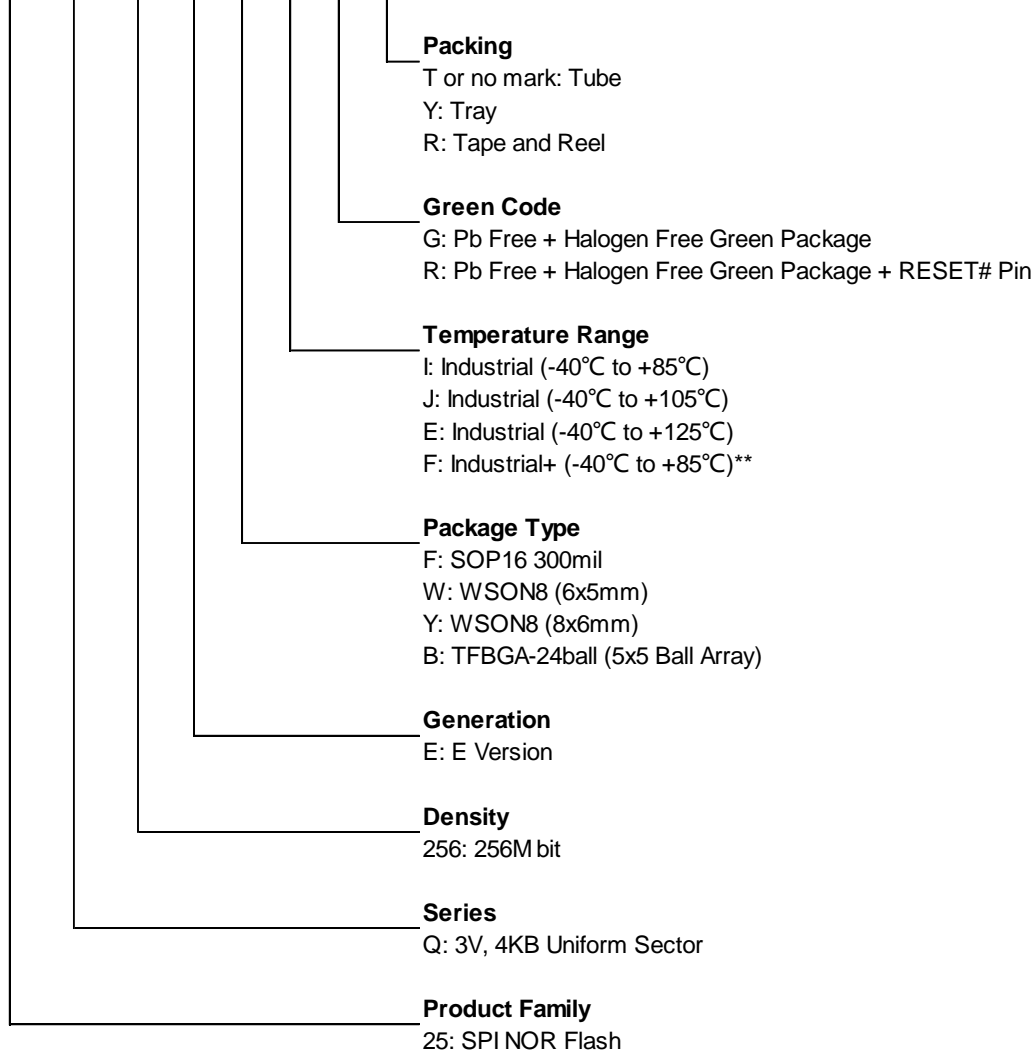 Packing
T or no mark: Tube
Y: Tray
R: Tape and Reel
Green Code
G: Pb Free + Halogen Free Green Package
R: Pb Free + Halogen Free Green Package + RESET# Pin
Temperature Range
I: Industrial (-40℃ to +85℃)
J: Industrial (-40℃ to +105℃)
E: Industrial (-40℃ to +125℃)
F: Industrial+ (-40℃ to +85℃)**
Package Type
F: SOP16 300mil
W: WSON8 (6x5mm)
Y: WSON8 (8x6mm)
B: TFBGA-24ball (5x5 Ball Array)
Generation
E: E Version
Density
256: 256M bit
Series
Q: 3V, 4KB Uniform Sector
Product Family
25: SPI NOR Flash